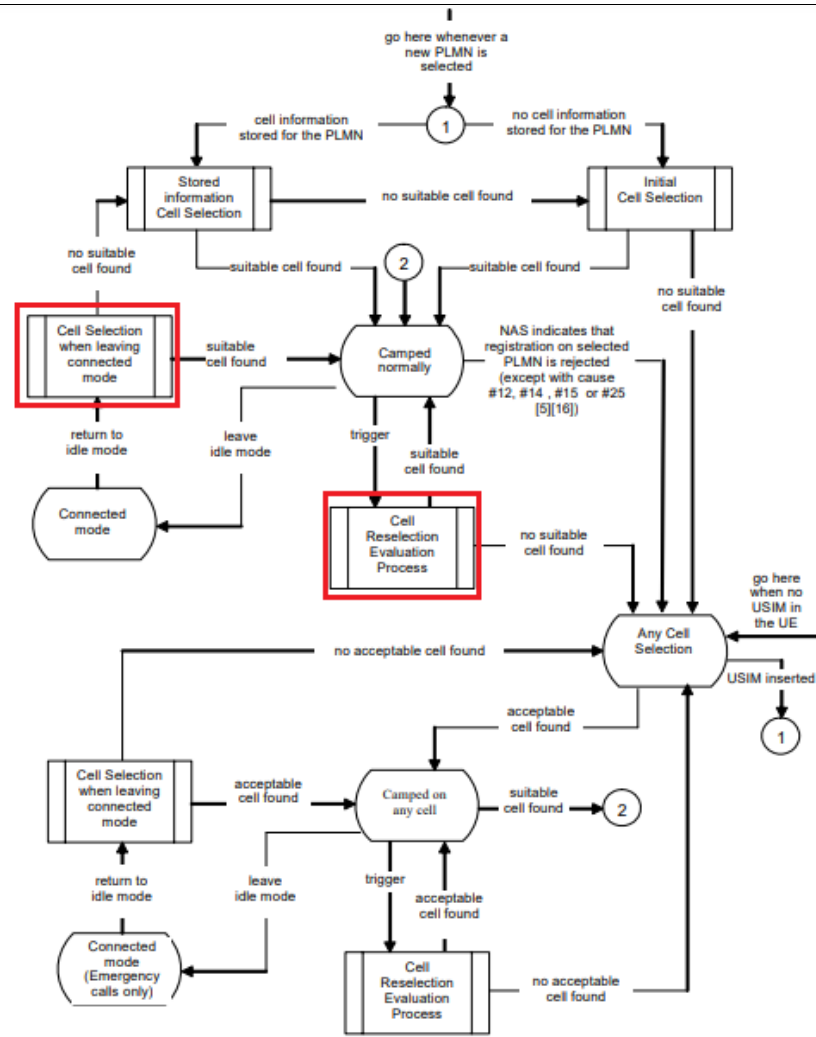 go here whenever a
new PLMN is
selected
cell information
stored for the PLMN
1
no cell information
stored for the PLMN
Stored
information
Cell Selection
no suitable cell found
Initial
Cell Selection
no suitable
cell found
suitable cell found
2
suitable cell found
no suitable
cell found
Cell Selection
when leaving
connected
mode
suitable
cell found
Camped
normally
NAS indicates that
registration on selected
PLMN is rejected
(except with cause
#12, #14 , #15 or #25
[5][16])
return to
idle mode
leave
idle mode
trigger
suitable
cell found
Connected
mode
Cell
Reselection
Evaluation
Process
no suitable
cell found
go here
when no
USIM in
the UE
Any Cell
Selection
no acceptable cell found
USIM inserted
1
acceptable
cell found
Cell Selection
when leaving
connected
mode
acceptable
cell found
Camped on
any cell
suitable
cell found
2
return to
idle mode
leave
idle mode
trigger
acceptable
cell found
Connected
mode
(Emergency
calls only)
Cell
Reselection
Evaluation
Process
no acceptable
cell found